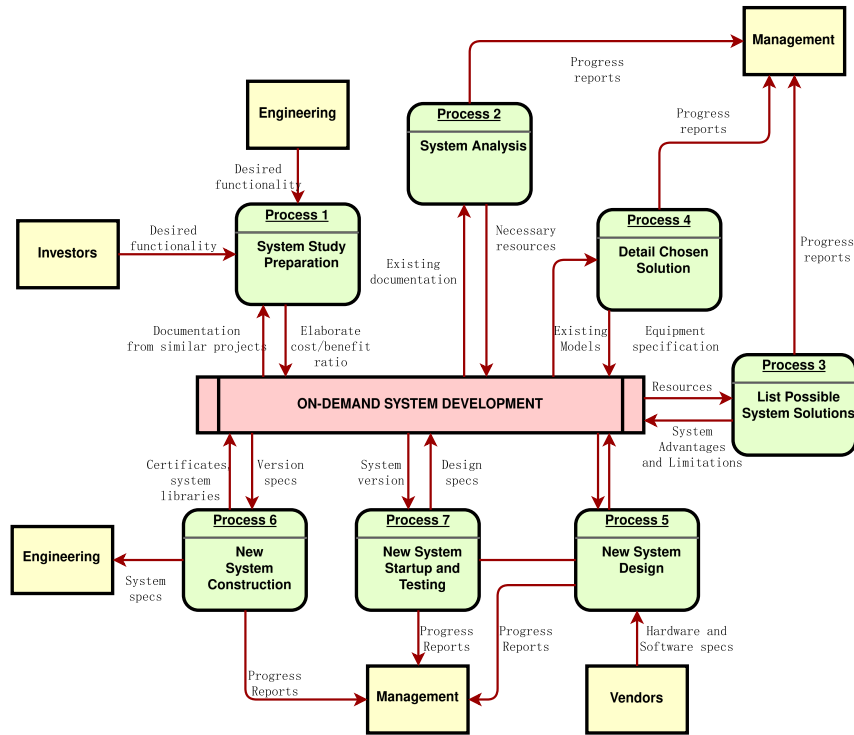 Management
Progress
reports
Engineering
Process 2
System Analysis
Progress
reports
Desired
functionality
Process 1
System Study
Preparation
Process 4
Detail Chosen
Solution
Investors
Desired
functionality
Necessary
resources
Progress
reports
Existing
documentation
Documentation
from similar projects
Elaborate
cost/benefit
ratio
Existing
Models
Equipment
specification
Process 3
List Possible
System Solutions
ON-DEMAND SYSTEM DEVELOPMENT
Resources
System
Advantages
and Limitations
Certificates,
system
libraries
Version
specs
System
version
Design
specs
Process 6
New
System
Construction
Process 7
New System
Startup and
Testing
Process 5
New System
Design
Engineering
System
specs
Progress
Reports
Progress
Reports
Progress
Reports
Hardware and
Software specs
Management
Vendors